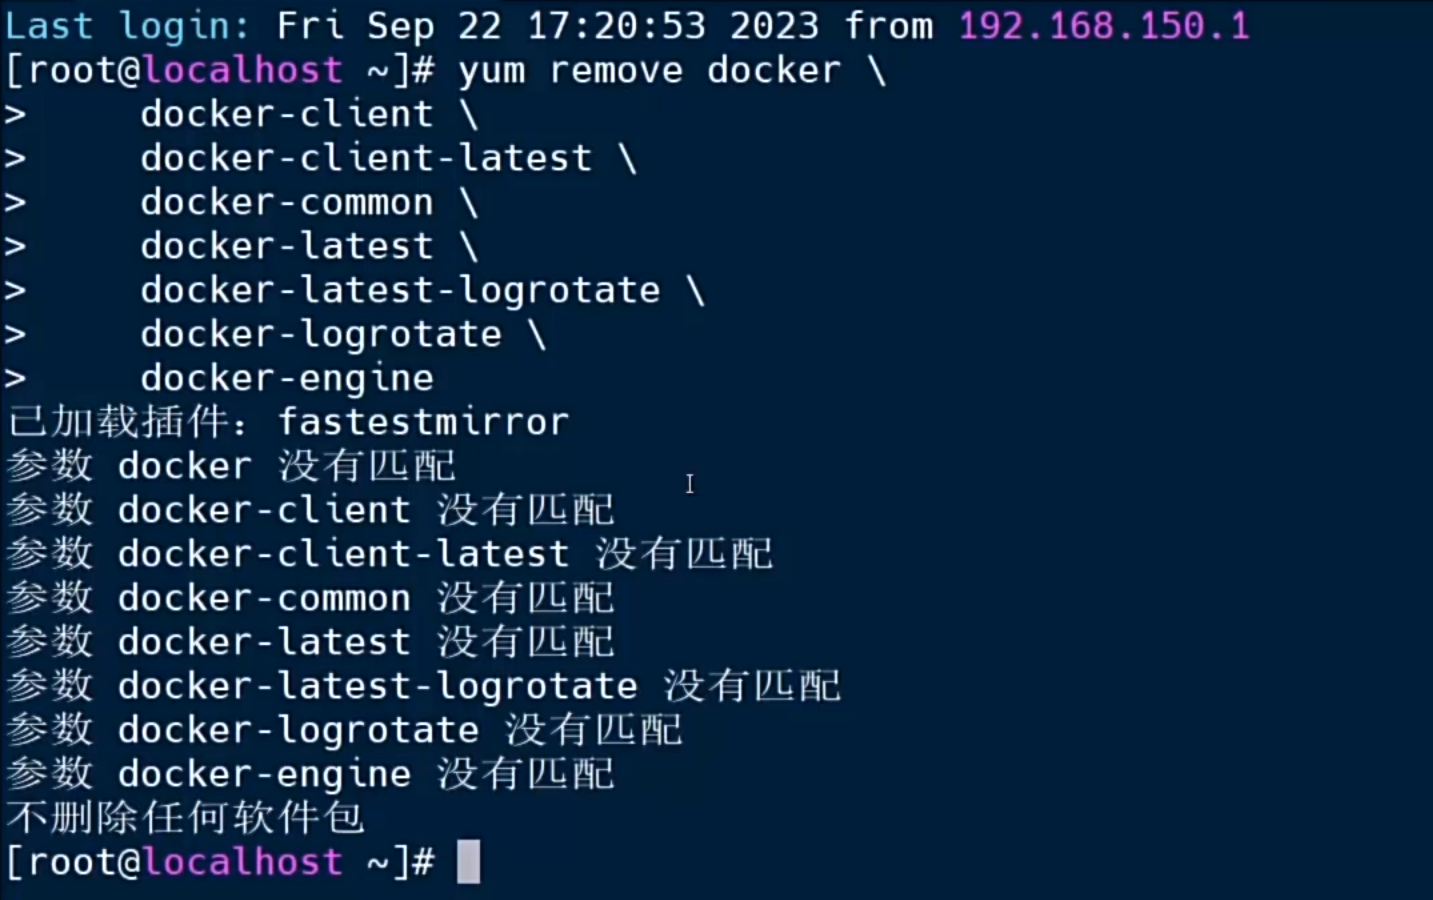 Last login: Fri Sep 22 17:20:53 2023 from 192.168.150.1
[root@localhost ~]# yum remove docker \
>     docker-client \
>     docker-client-latest \
>     docker-common \
>     docker-latest \
>     docker-latest-logrotate \
>     docker-logrotate \
>     docker-engine
已加载插件：fastestmirror
参数 docker 没有匹配
参数 docker-client 没有匹配
参数 docker-client-latest 没有匹配
参数 docker-common 没有匹配
参数 docker-latest 没有匹配
参数 docker-latest-logrotate 没有匹配
参数 docker-logrotate 没有匹配
参数 docker-engine 没有匹配
不删除任何软件包
[root@localhost ~]#